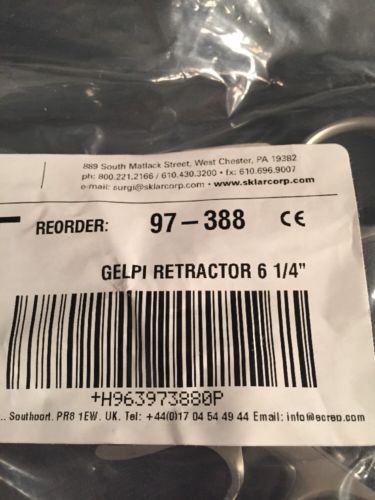 889 South Matlack Street, West Chester, PA 19382
ph: 800.221.2166 / 610.430.3200 • fx: 610.696.9007
e-mail: surgi@sklarcorp.com • www.sklarcorp.com
REORDER: 97-388 CE
GELPI RETRACTOR 6 1/4"
+H963973880P
... Southport, PR8 1EW. UK. Tel: +44(0)17 04 54 49 44 Email: info@ecrep.com